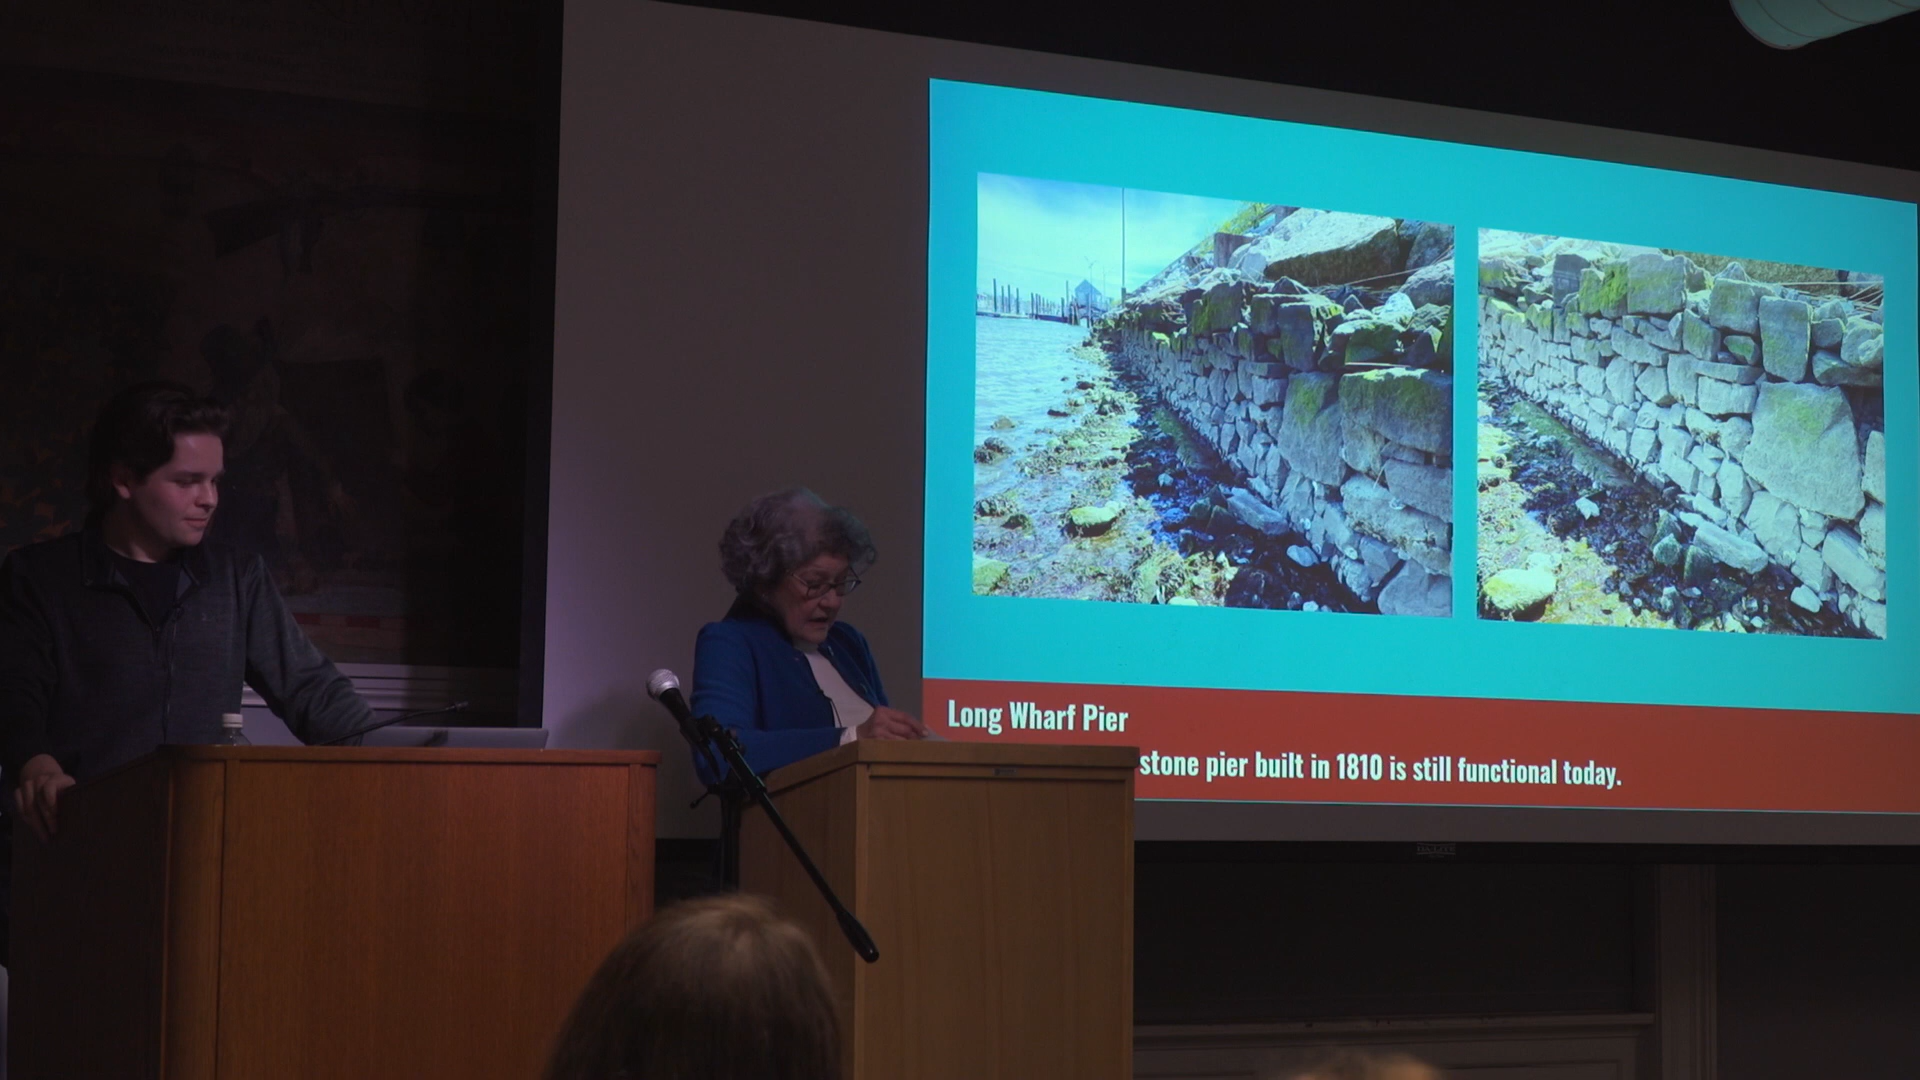 Long Wharf Pier
stone pier built in 1810 is still functional today.